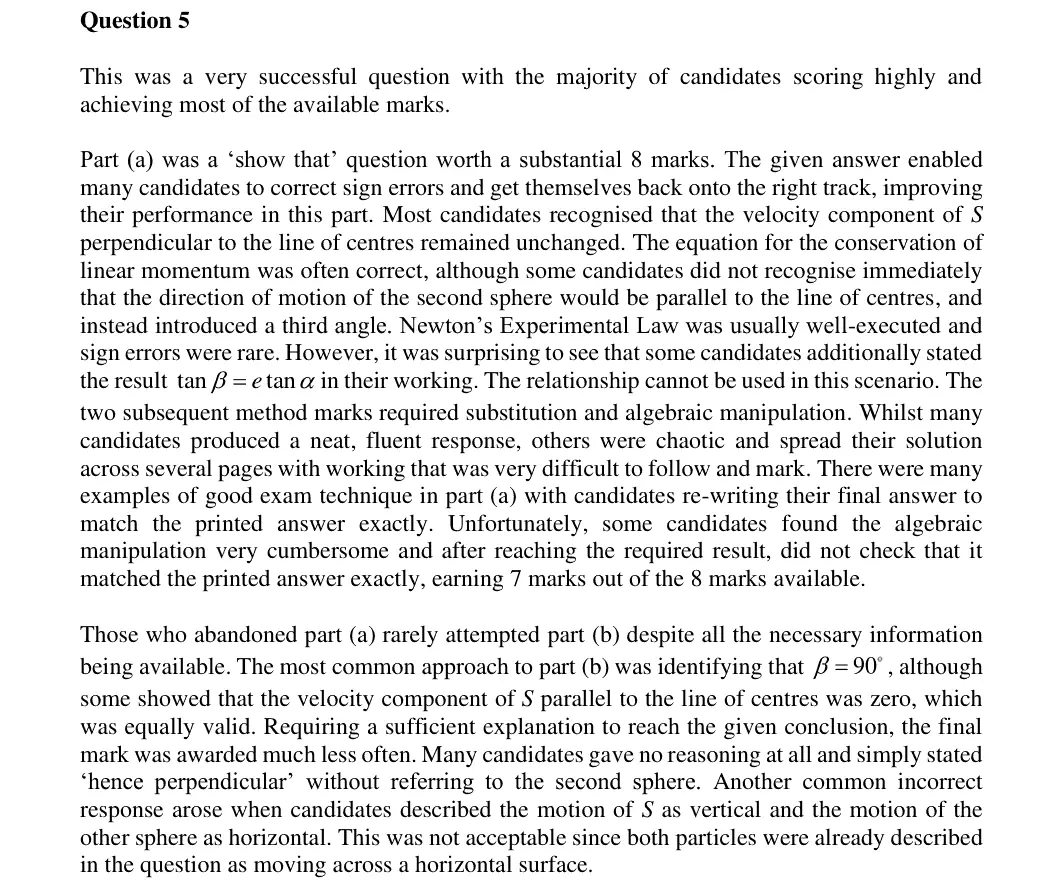 Question 5
This was a very successful question with the majority of candidates scoring highly and
achieving most of the available marks.
Part (a) was a ‘show that’ question worth a substantial 8 marks. The given answer enabled
many candidates to correct sign errors and get themselves back onto the right track, improving
their performance in this part. Most candidates recognised that the velocity component of S
perpendicular to the line of centres remained unchanged. The equation for the conservation of
linear momentum was often correct, although some candidates did not recognise immediately
that the direction of motion of the second sphere would be parallel to the line of centres, and
instead introduced a third angle. Newton’s Experimental Law was usually well-executed and
sign errors were rare. However, it was surprising to see that some candidates additionally stated
the result tan β = e tan α in their working. The relationship cannot be used in this scenario. The
two subsequent method marks required substitution and algebraic manipulation. Whilst many
candidates produced a neat, fluent response, others were chaotic and spread their solution
across several pages with working that was very difficult to follow and mark. There were many
examples of good exam technique in part (a) with candidates re-writing their final answer to
match the printed answer exactly. Unfortunately, some candidates found the algebraic
manipulation very cumbersome and after reaching the required result, did not check that it
matched the printed answer exactly, earning 7 marks out of the 8 marks available.
Those who abandoned part (a) rarely attempted part (b) despite all the necessary information
being available. The most common approach to part (b) was identifying that β = 90° , although
some showed that the velocity component of S parallel to the line of centres was zero, which
was equally valid. Requiring a sufficient explanation to reach the given conclusion, the final
mark was awarded much less often. Many candidates gave no reasoning at all and simply stated
‘hence perpendicular’ without referring to the second sphere. Another common incorrect
response arose when candidates described the motion of S as vertical and the motion of the
other sphere as horizontal. This was not acceptable since both particles were already described
in the question as moving across a horizontal surface.